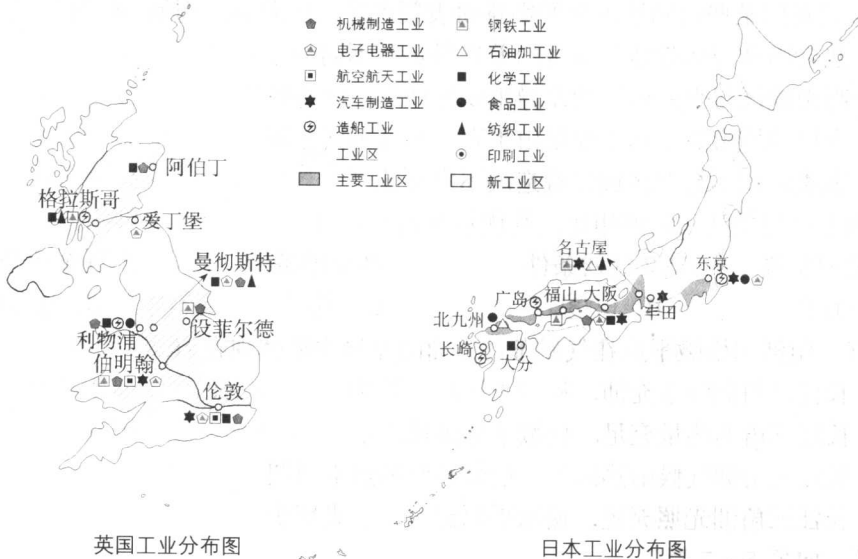 机械制造工业
钢铁工业
电子电器工业
石油加工业
航空航天工业
化学工业
汽车制造工业
食品工业
造船工业
纺织工业
工业区
印刷工业
主要工业区
新工业区
阿伯丁
格拉斯哥
爱丁堡
曼彻斯特
设菲尔德
利物浦
伯明翰
伦敦
英国工业分布图
名古屋
东京
广岛
福山
大阪
丰田
北九州
长崎
大分
日本工业分布图